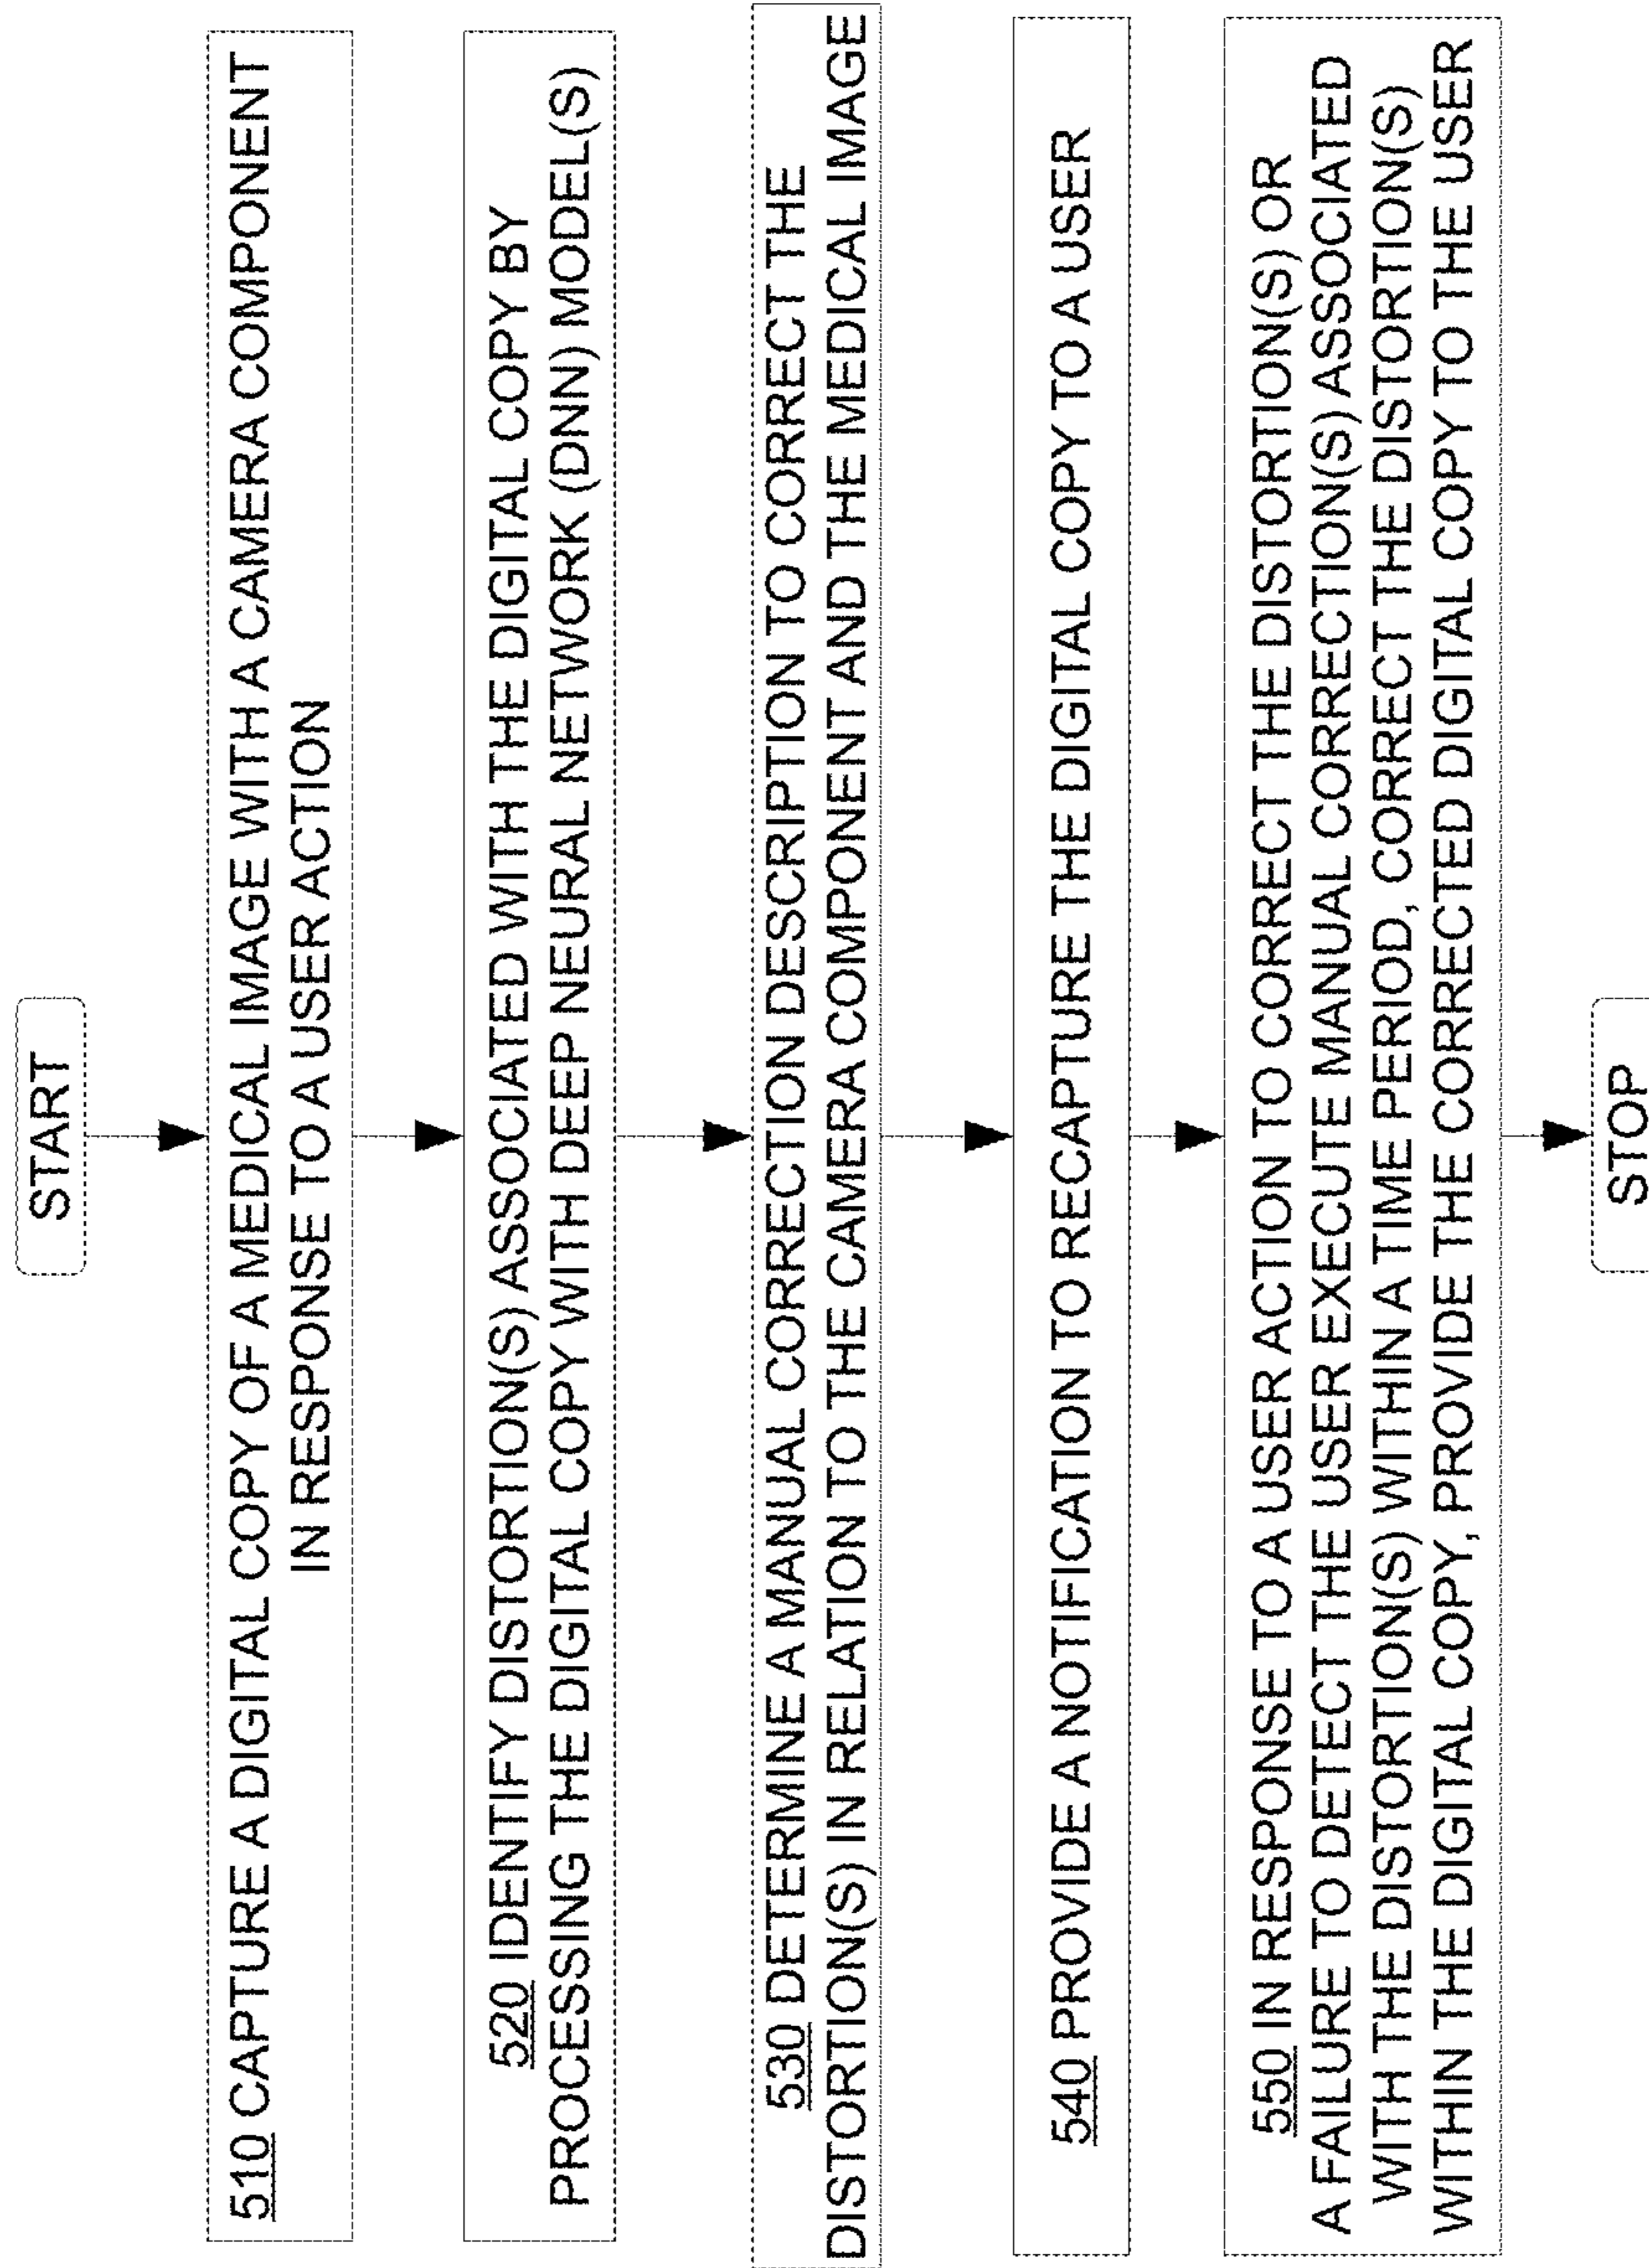 START
510 CAPTURE A DIGITAL COPY OF A MEDICAL IMAGE WITH A CAMERA COMPONENT
IN RESPONSE TO A USER ACTION
520 IDENTIFY DISTORTION(S) ASSOCIATED WITH THE DIGITAL COPY BY
PROCESSING THE DIGITAL COPY WITH DEEP NEURAL NETWORK (DNN) MODEL(S)
530 DETERMINE A MANUAL CORRECTION DESCRIPTION TO CORRECT THE
DISTORTION(S) IN RELATION TO THE CAMERA COMPONENT AND THE MEDICAL IMAGE
540 PROVIDE A NOTIFICATION TO RECAPTURE THE DIGITAL COPY TO A USER
550 IN RESPONSE TO A USER ACTION TO CORRECT THE DISTORTION(S) OR
A FAILURE TO DETECT THE USER EXECUTE MANUAL CORRECTION(S) ASSOCIATED
WITH THE DISTORTION(S) WITHIN A TIME PERIOD, CORRECT THE DISTORTION(S)
WITHIN THE DIGITAL COPY, PROVIDE THE CORRECTED DIGITAL COPY TO THE USER
STOP